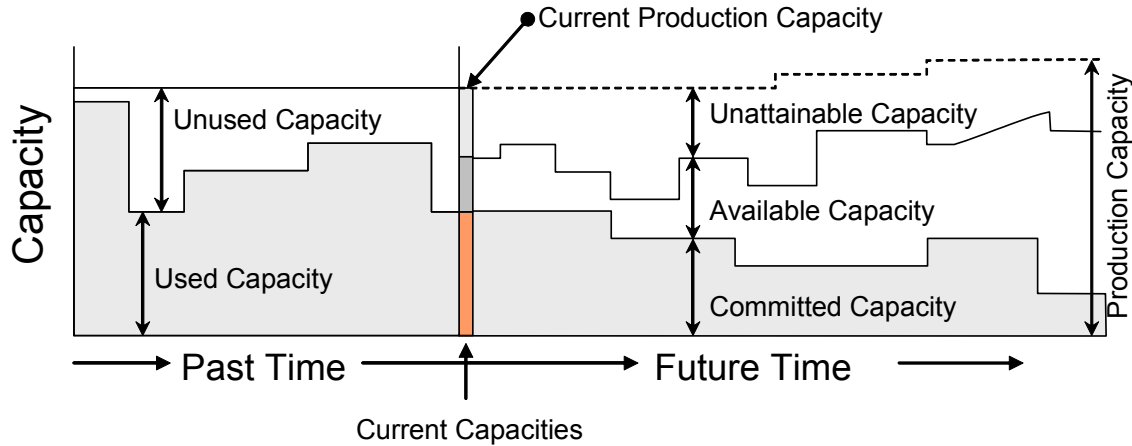 Current Production Capacity
Unused Capacity
Unattainable Capacity
Capacity
Production Capacity
Available Capacity
Used Capacity
Committed Capacity
Past Time
Future Time
Current Capacities